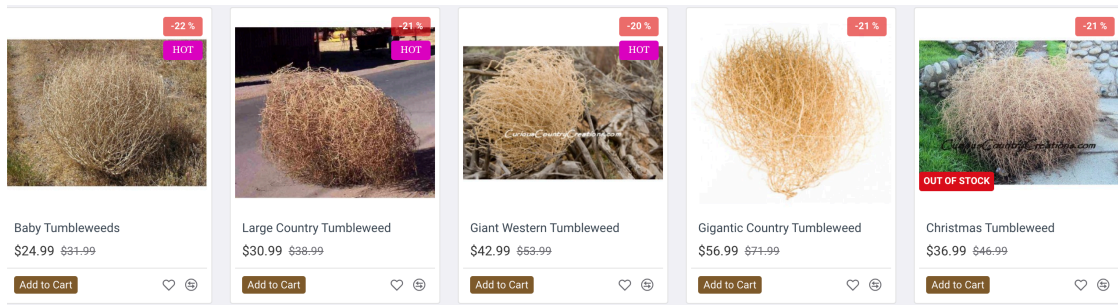 -22 %
HOT
Baby Tumbleweeds
$24.99 $31.99
Add to Cart
-21 %
HOT
Large Country Tumbleweed
$30.99 $38.99
Add to Cart
-20 %
HOT
CuriousCountryCreations.com
Giant Western Tumbleweed
$42.99 $53.99
Add to Cart
-21 %
Gigantic Country Tumbleweed
$56.99 $71.99
Add to Cart
-21 %
CuriousCountryCreations.com
OUT OF STOCK
Christmas Tumbleweed
$36.99 $46.99
Add to Cart